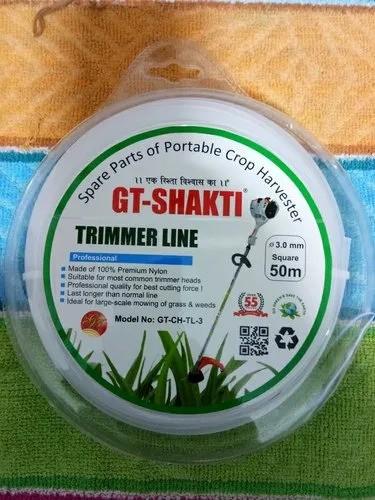 Spare Parts of Portable Crop Harvester
।। एक रिश्ता विश्वास का ।।
GT-SHAKTI®
TRIMMER LINE
Professional
Made of 100% Premium Nylon
Suitable for most common trimmer heads
Professional quality for best cutting force !
Last longer than normal line
Ideal for large-scale mowing of grass & weeds
Model No: GT-CH-TL-3
ø 3.0 mm
Square
50m
55